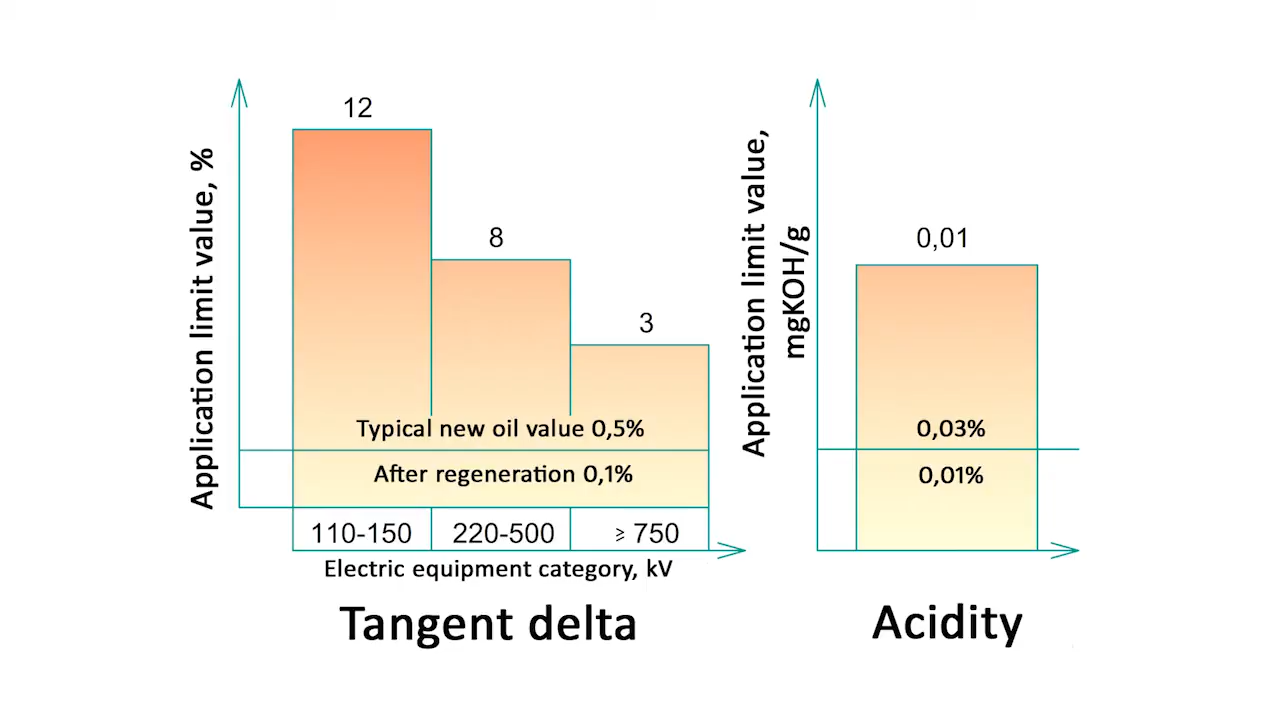 Application limit value, %
12
8
3
Typical new oil value 0,5%
After regeneration 0,1%
110-150
220-500
⩾ 750
Electric equipment category, kV
Tangent delta
Application limit value,
mgKOH/g
0,01
0,03%
0,01%
Acidity